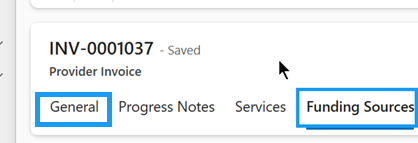 INV-0001037 - Saved
Provider Invoice
General Progress Notes Services Funding Sources